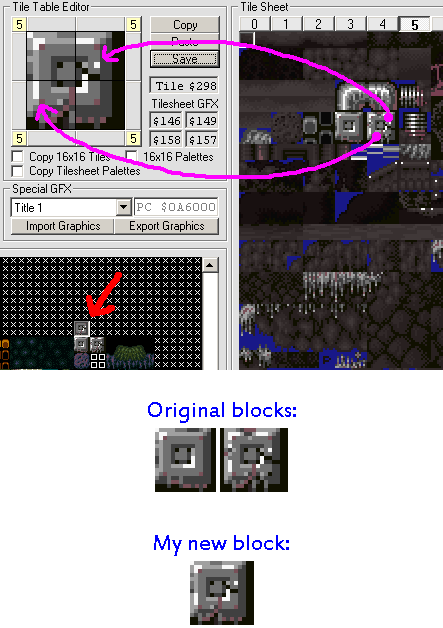 Tile Table Editor
Tile Sheet
5 5
Copy
0 1 2 3 4 5
Paste
Save
Tile $298
Tilesheet GFX
$146 $149
5 5
$158 $157
Copy 16x16 Tiles 16x16 Palettes
Copy Tilesheet Palettes
Special GFX
Title 1 PC $0A6000
Import Graphics Export Graphics
Original blocks:
My new block: